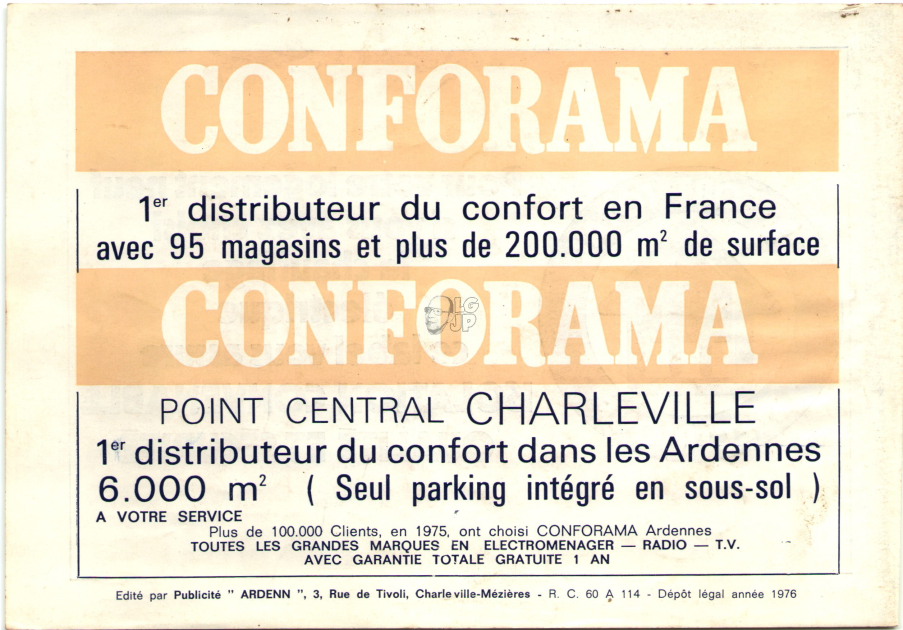 CONFORAMA
1er distributeur du confort en France
avec 95 magasins et plus de 200.000 m² de surface
CONFORAMA
LG
JP
POINT CENTRAL CHARLEVILLE
1er distributeur du confort dans les Ardennes
6.000 m² ( Seul parking intégré en sous-sol )
A VOTRE SERVICE
Plus de 100.000 Clients, en 1975, ont choisi CONFORAMA Ardennes
TOUTES LES GRANDES MARQUES EN ELECTROMENAGER — RADIO — T.V.
AVEC GARANTIE TOTALE GRATUITE 1 AN
Edité par Publicité " ARDENN ", 3, Rue de Tivoli, Charleville-Mézières - R. C. 60 A 114 - Dépôt légal année 1976